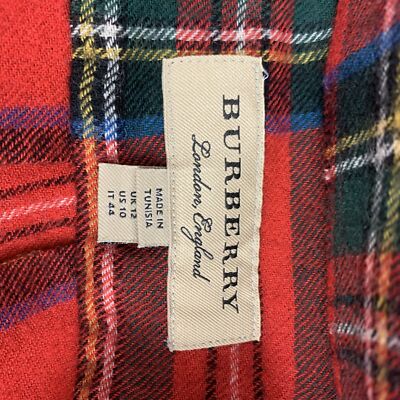 BURBERRY
London, England
MADE IN
TUNISIA
UK 12
US 10
IT 44